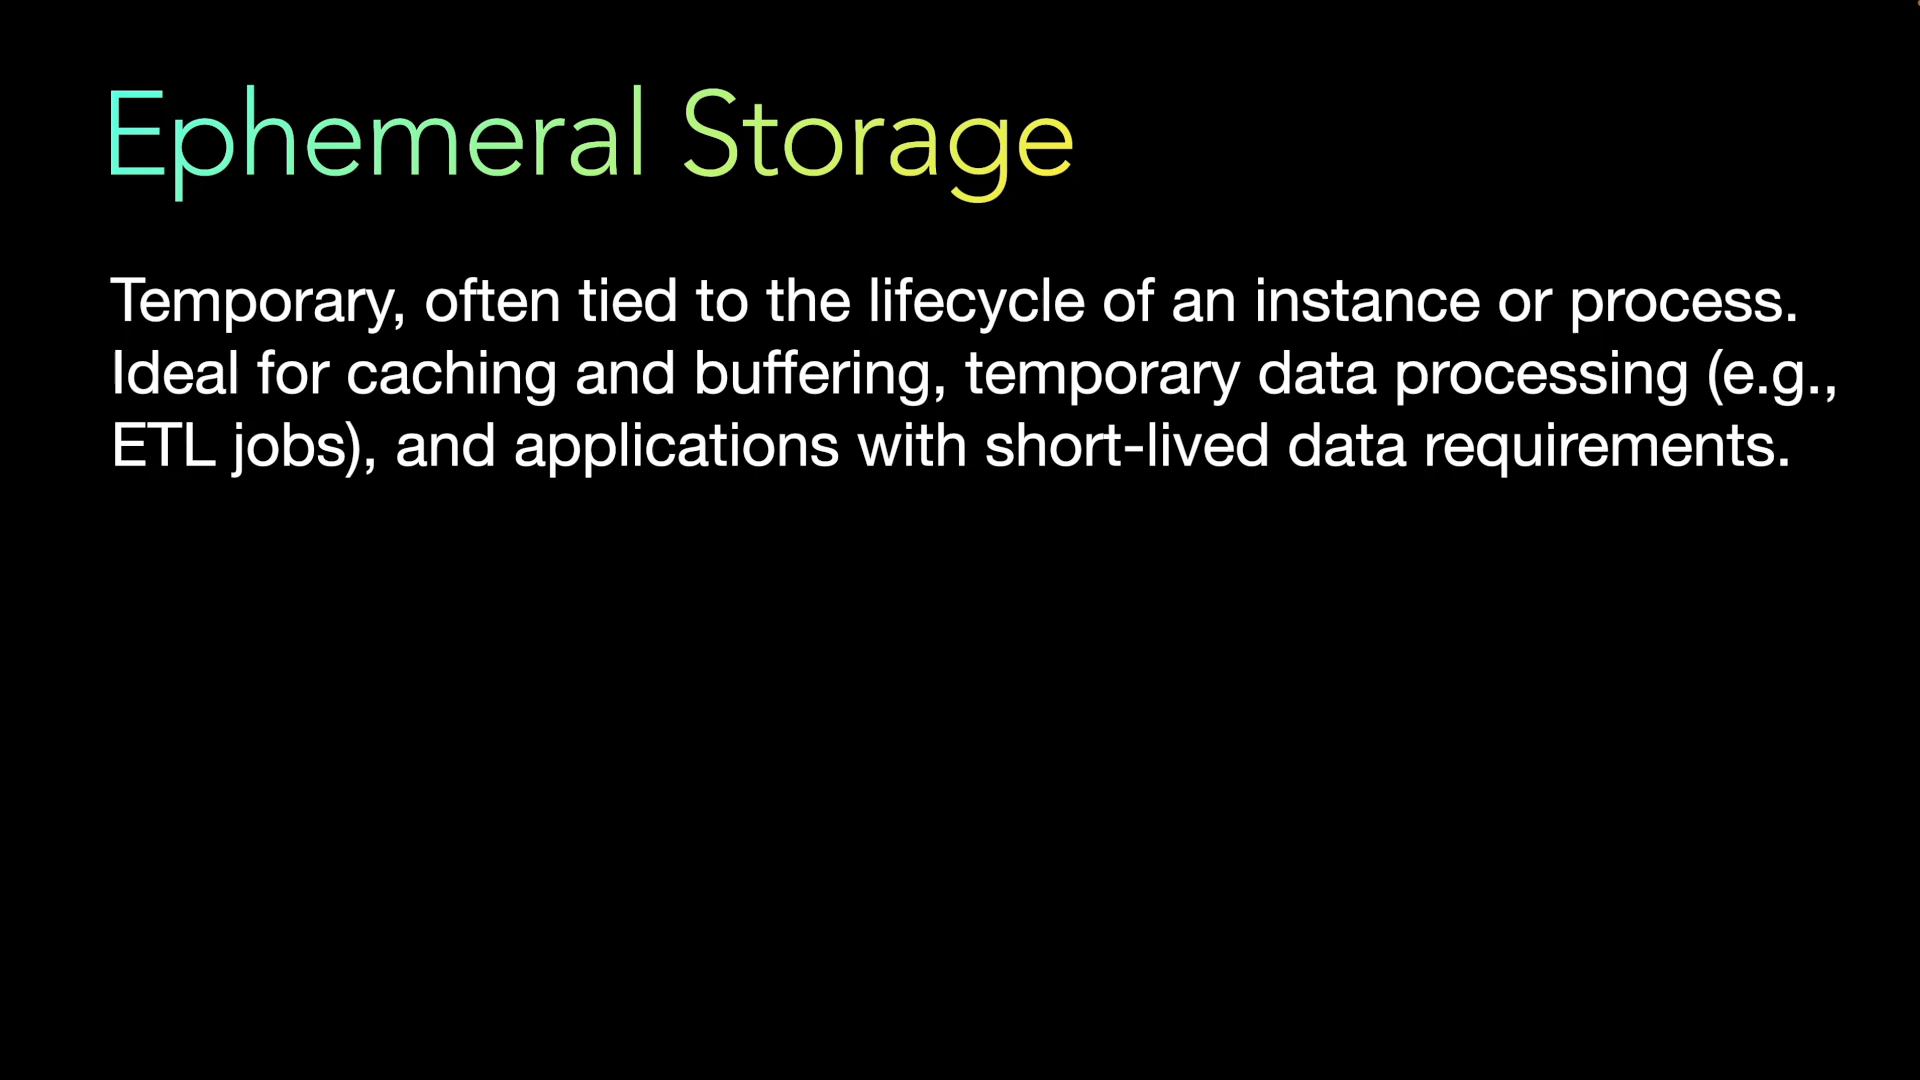 Ephemeral Storage
Temporary, often tied to the lifecycle of an instance or process.
Ideal for caching and buffering, temporary data processing (e.g.,
ETL jobs), and applications with short-lived data requirements.